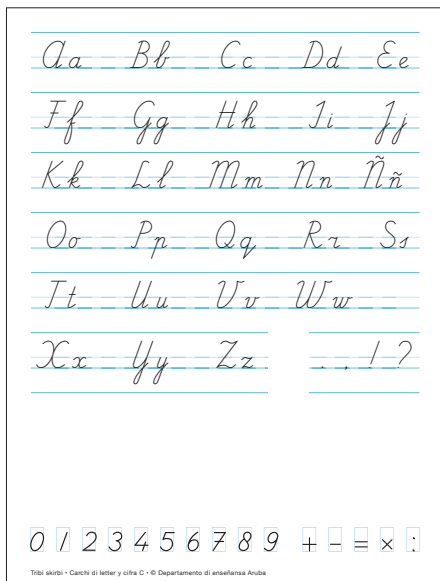 Aa Bb Cc Dd Ee
Ff Gg Hh Ii Jj
Kk Ll Mm Nn Ññ
Oo Pp Qq Rr Ss
Tt Uu Vv Ww
Xx Yy Zz . , ! ?
0 1 2 3 4 5 6 7 8 9 + - = × :
Tribi skirbi • Carchi di letter y cifra C • © Departamento di enseñansa Aruba